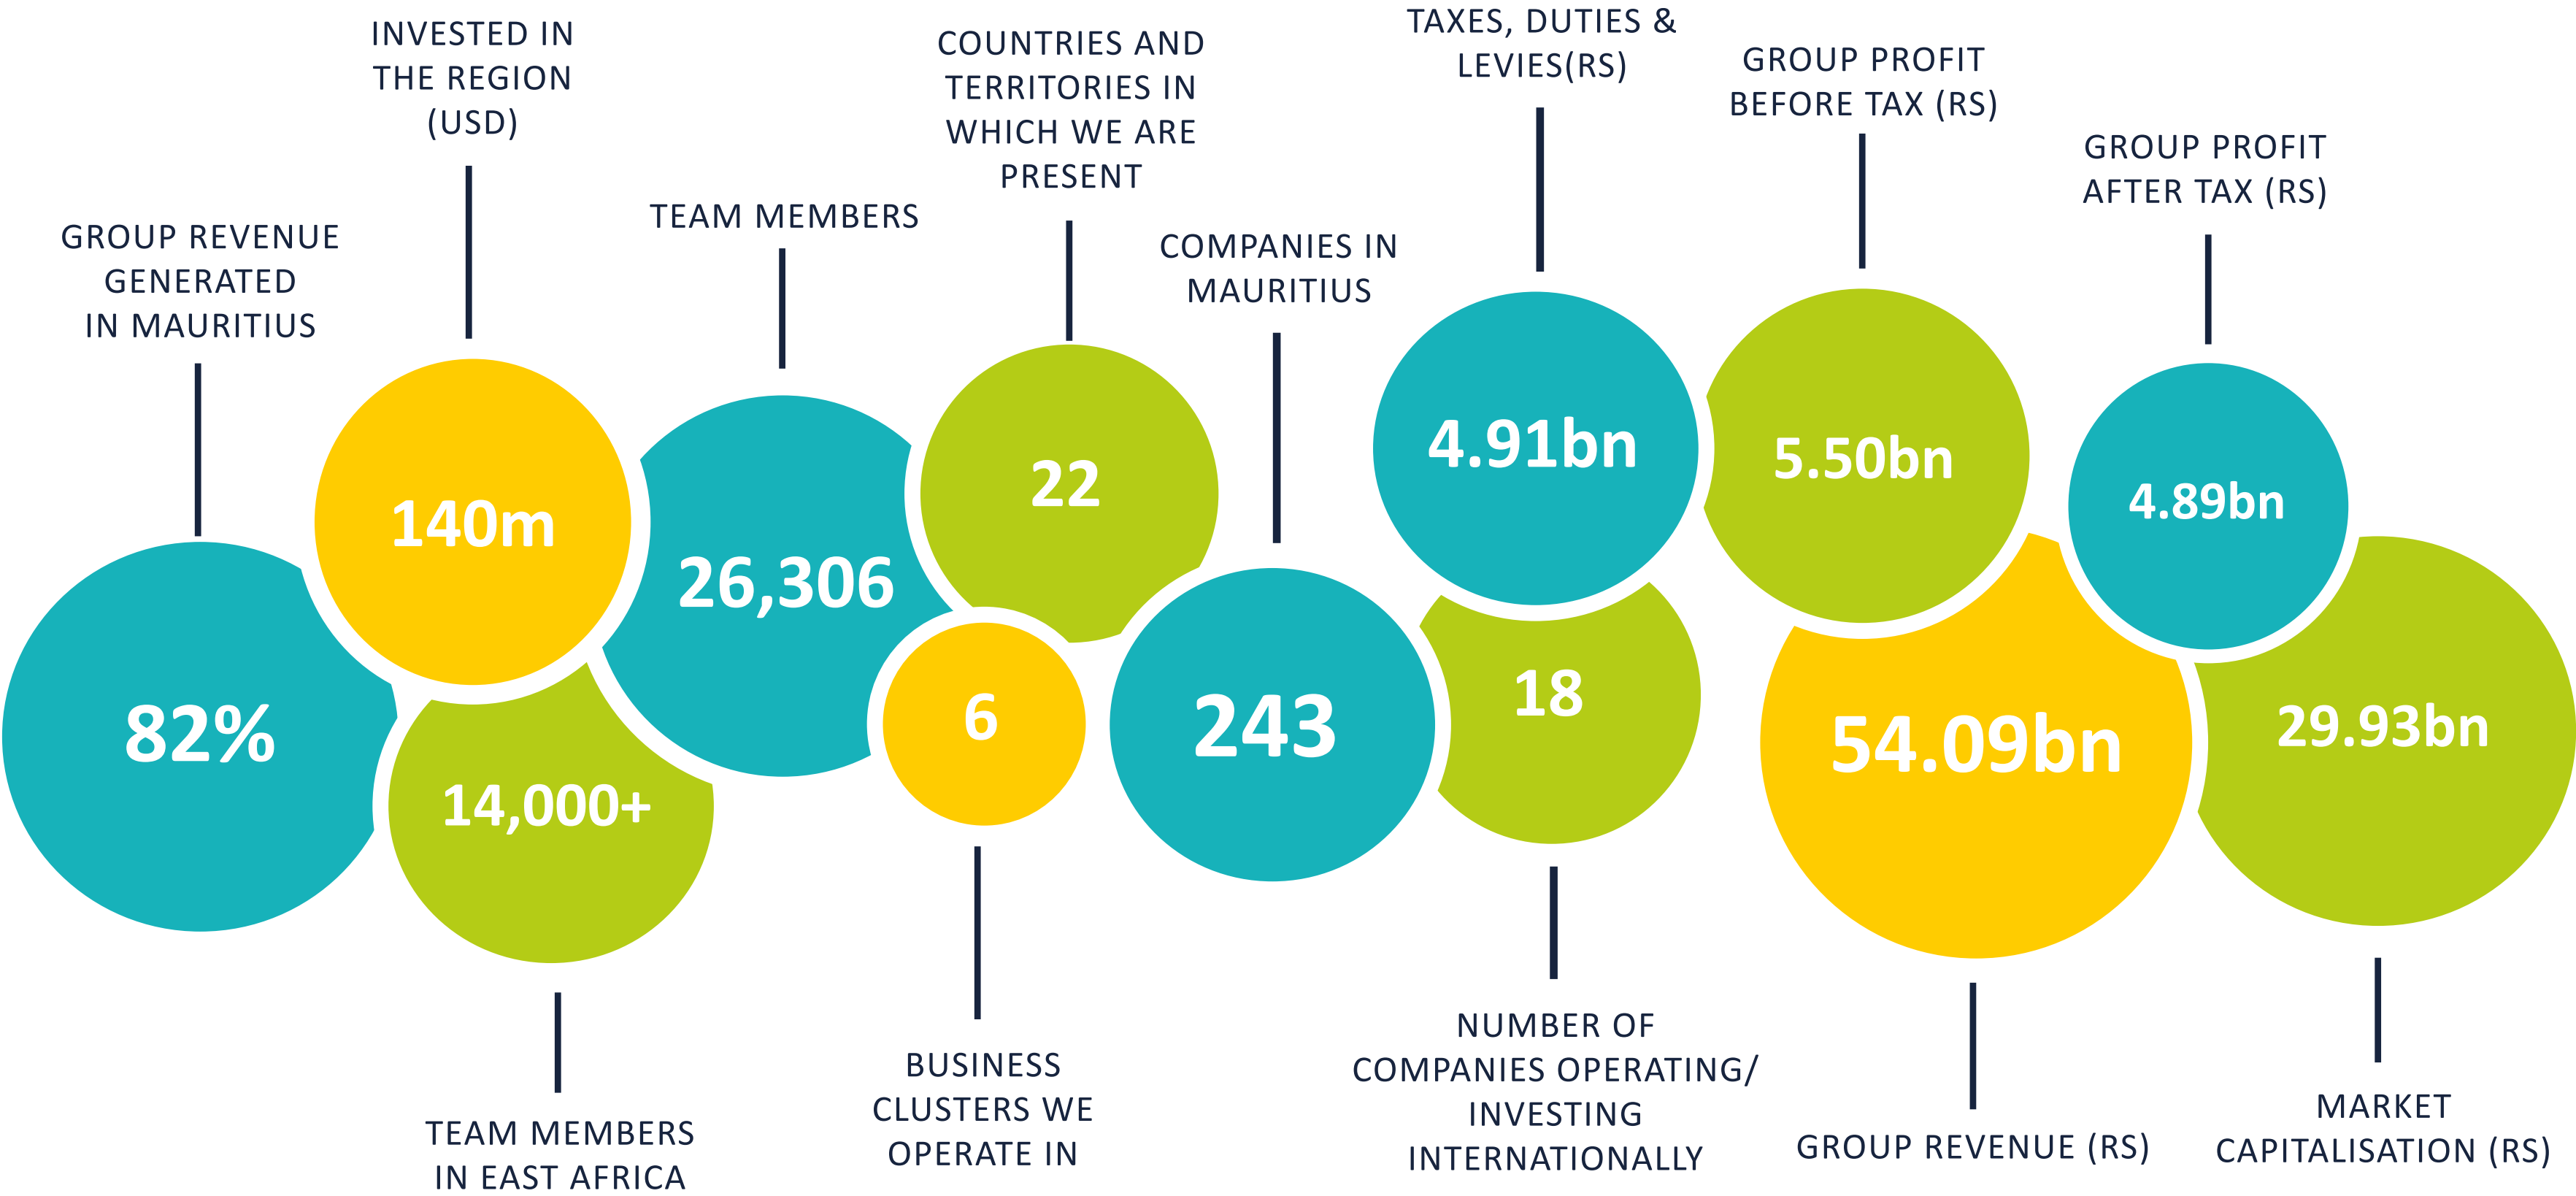 GROUP REVENUE
GENERATED
IN MAURITIUS
82%
INVESTED IN
THE REGION
(USD)
140m
14,000+
TEAM MEMBERS
IN EAST AFRICA
TEAM MEMBERS
26,306
COUNTRIES AND
TERRITORIES IN
WHICH WE ARE
PRESENT
22
6
BUSINESS
CLUSTERS WE
OPERATE IN
COMPANIES IN
MAURITIUS
243
TAXES, DUTIES &
LEVIES(RS)
4.91bn
18
NUMBER OF
COMPANIES OPERATING/
INVESTING
INTERNATIONALLY
GROUP PROFIT
BEFORE TAX (RS)
5.50bn
54.09bn
GROUP REVENUE (RS)
GROUP PROFIT
AFTER TAX (RS)
4.89bn
29.93bn
MARKET
CAPITALISATION (RS)